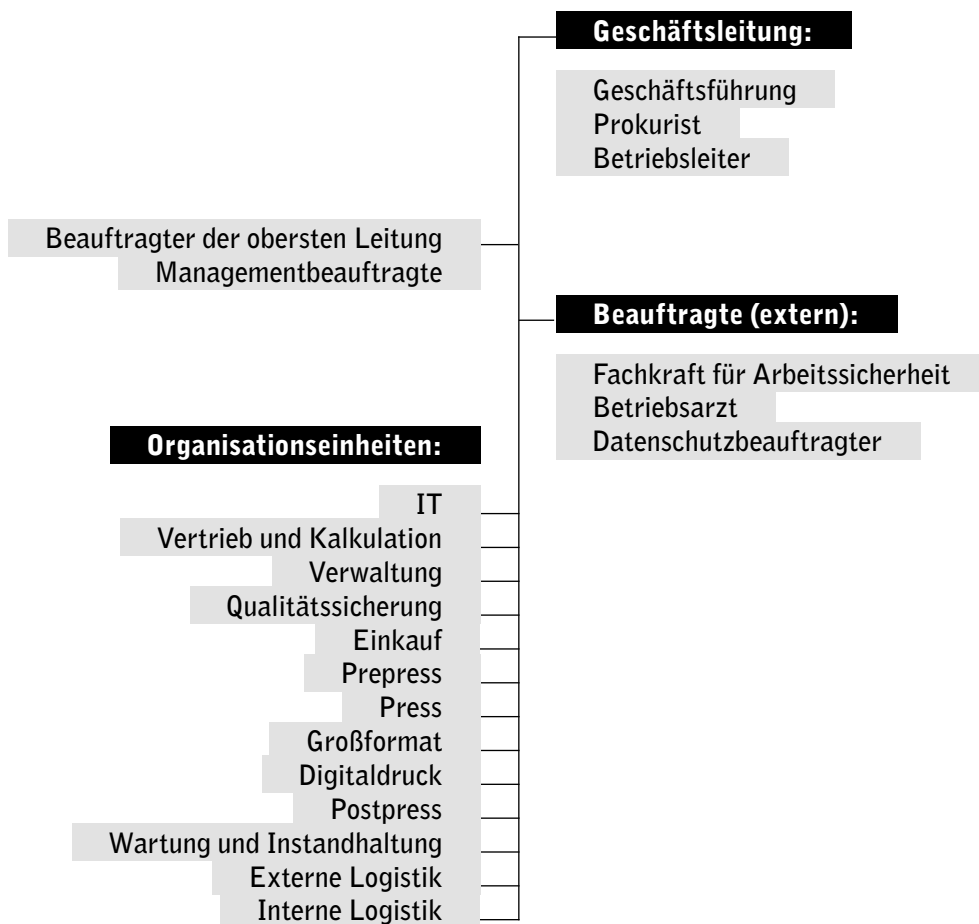 Geschäftsleitung:
Geschäftsführung
Prokurist
Betriebsleiter
Beauftragter der obersten Leitung
Managementbeauftragte
Beauftragte (extern):
Fachkraft für Arbeitssicherheit
Betriebsarzt
Datenschutzbeauftragter
Organisationseinheiten:
IT
Vertrieb und Kalkulation
Verwaltung
Qualitätssicherung
Einkauf
Prepress
Press
Großformat
Digitaldruck
Postpress
Wartung und Instandhaltung
Externe Logistik
Interne Logistik